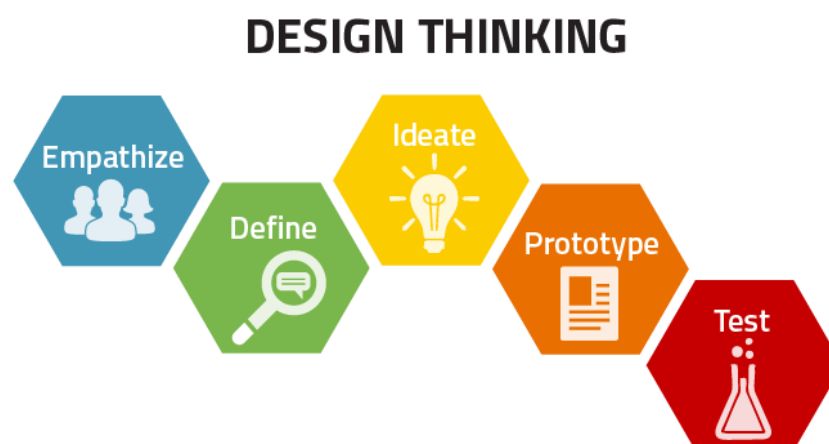 DESIGN THINKING
Empathize
Define
Ideate
Prototype
Test